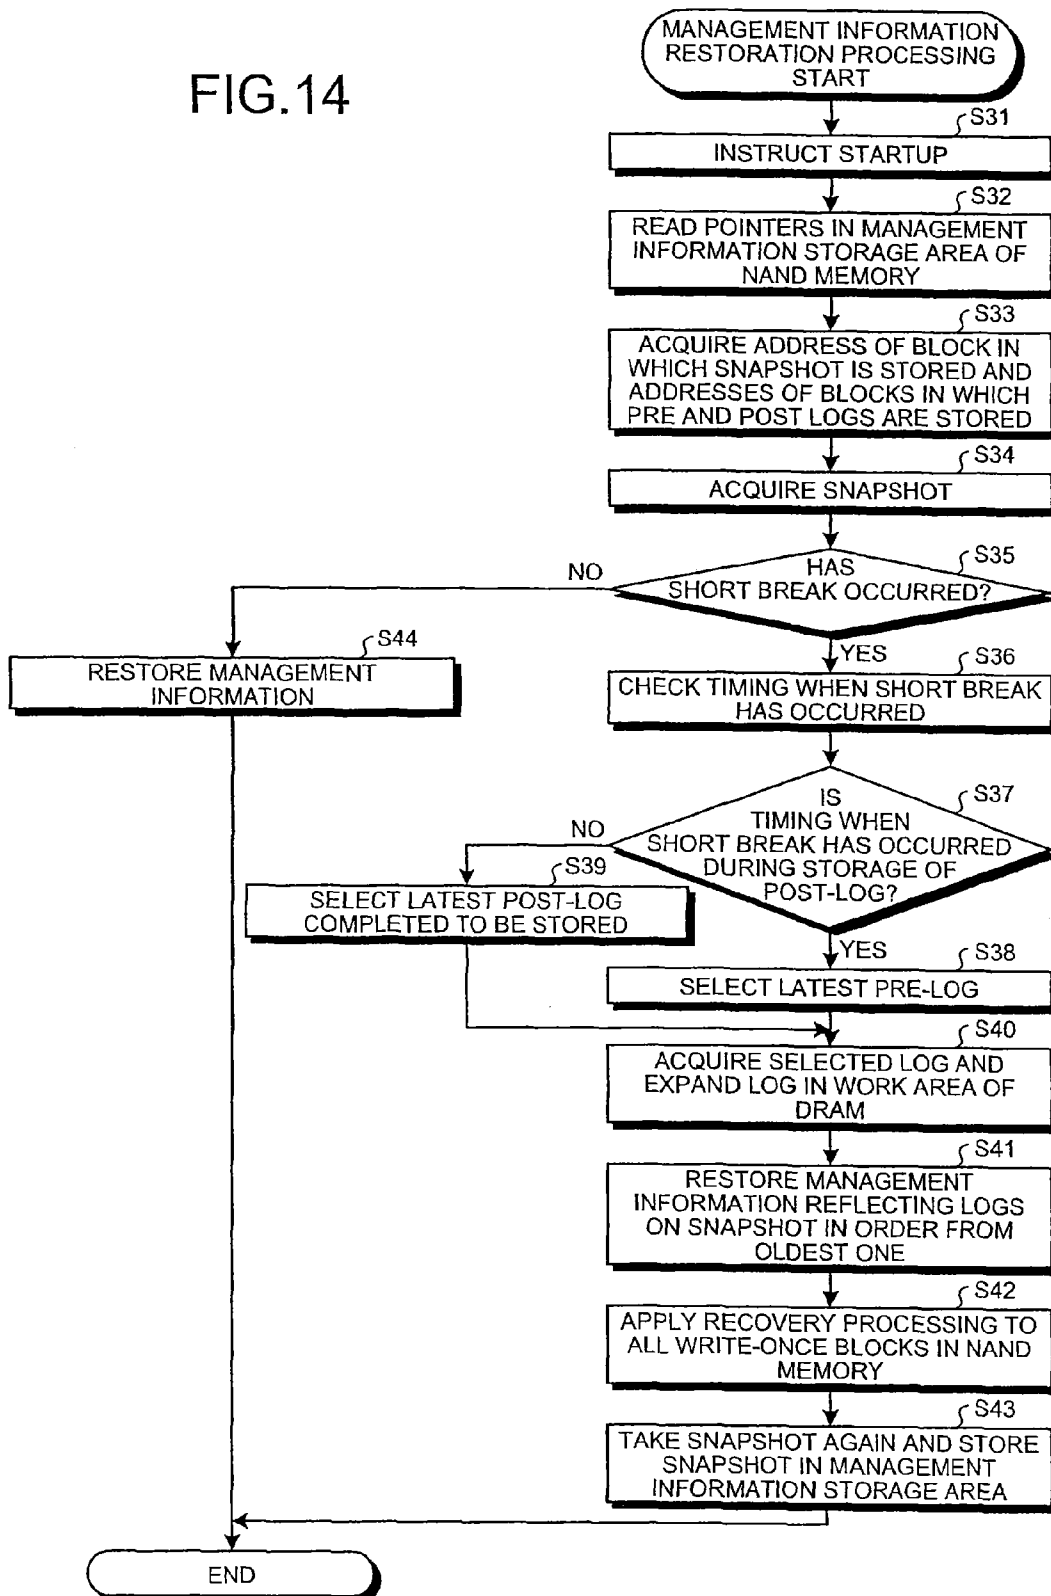 FIG.14
MANAGEMENT INFORMATION
RESTORATION PROCESSING
START
S31
INSTRUCT STARTUP
S32
READ POINTERS IN MANAGEMENT
INFORMATION STORAGE AREA OF
NAND MEMORY
S33
ACQUIRE ADDRESS OF BLOCK IN
WHICH SNAPSHOT IS STORED AND
ADDRESSES OF BLOCKS IN WHICH
PRE AND POST LOGS ARE STORED
S34
ACQUIRE SNAPSHOT
S35
HAS
SHORT BREAK OCCURRED?
NO
S44
RESTORE MANAGEMENT
INFORMATION
YES
S36
CHECK TIMING WHEN SHORT BREAK
HAS OCCURRED
S37
IS
TIMING WHEN
SHORT BREAK HAS OCCURRED
DURING STORAGE OF
POST-LOG?
NO
S39
SELECT LATEST POST-LOG
COMPLETED TO BE STORED
YES
S38
SELECT LATEST PRE-LOG
S40
ACQUIRE SELECTED LOG AND
EXPAND LOG IN WORK AREA OF
DRAM
S41
RESTORE MANAGEMENT
INFORMATION REFLECTING LOGS
ON SNAPSHOT IN ORDER FROM
OLDEST ONE
S42
APPLY RECOVERY PROCESSING TO
ALL WRITE-ONCE BLOCKS IN NAND
MEMORY
S43
TAKE SNAPSHOT AGAIN AND STORE
SNAPSHOT IN MANAGEMENT
INFORMATION STORAGE AREA
END